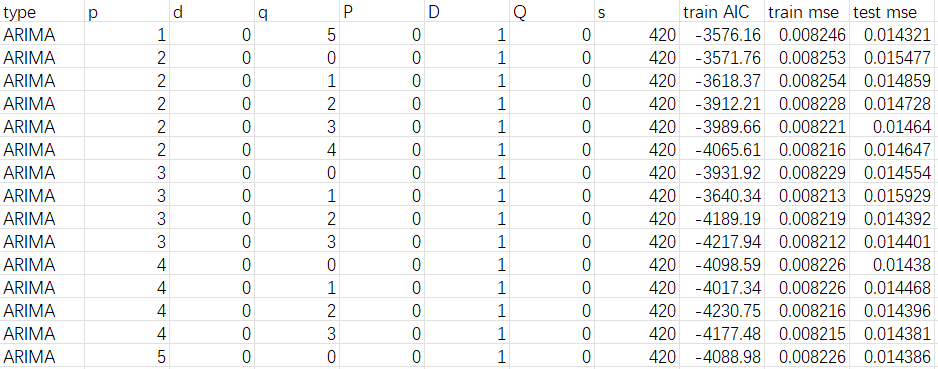 type p d q P D Q s train AIC train mse test mse
ARIMA 1 0 5 0 1 0 420 -3576.16 0.008246 0.014321
ARIMA 2 0 0 0 1 0 420 -3571.76 0.008253 0.015477
ARIMA 2 0 1 0 1 0 420 -3618.37 0.008254 0.014859
ARIMA 2 0 2 0 1 0 420 -3912.21 0.008228 0.014728
ARIMA 2 0 3 0 1 0 420 -3989.66 0.008221 0.01464
ARIMA 2 0 4 0 1 0 420 -4065.61 0.008216 0.014647
ARIMA 3 0 0 0 1 0 420 -3931.92 0.008229 0.014554
ARIMA 3 0 1 0 1 0 420 -3640.34 0.008213 0.015929
ARIMA 3 0 2 0 1 0 420 -4189.19 0.008219 0.014392
ARIMA 3 0 3 0 1 0 420 -4217.94 0.008212 0.014401
ARIMA 4 0 0 0 1 0 420 -4098.59 0.008226 0.01438
ARIMA 4 0 1 0 1 0 420 -4017.34 0.008226 0.014468
ARIMA 4 0 2 0 1 0 420 -4230.75 0.008216 0.014396
ARIMA 4 0 3 0 1 0 420 -4177.48 0.008215 0.014381
ARIMA 5 0 0 0 1 0 420 -4088.98 0.008226 0.014386